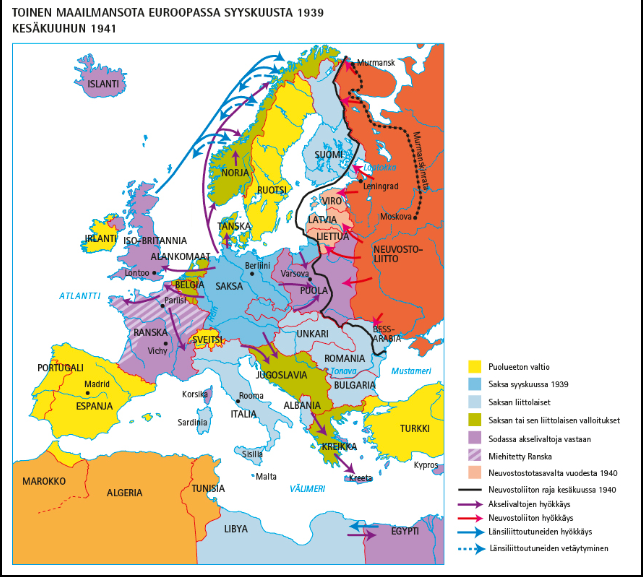 TOINEN MAAILMANSOTA EUROOPASSA SYYSKUUSTA 1939
KESÄKUUHUN 1941
Murmansk
ISLANTI
Murmanskinrata
SUOMI
Laatokka
NORJA
Leningrad
RUOTSI
VIRO
Moskova
LATVIA
TANSKA
LIETTUA
IRLANTI
ISO-BRITANNIA
NEUVOSTO-
LIITTO
ALANKOMAAT
Lontoo
Berliini
Varsova
BELGIA
SAKSA
PUOLA
ATLANTTI
Pariisi
RANSKA
SVEITSI
UNKARI
BESS-
ARABIA
Vichy
ROMANIA
PORTUGALI
JUGOSLAVIA
Tonava
Mustameri
Madrid
BULGARIA
ESPANJA
Korsika
Rooma
ALBANIA
ITALIA
Sardinia
TURKKI
KREIKKA
Sisilia
Kypros
Kreeta
Malta
MAROKKO
ALGERIA
TUNISIA
VÄLIMERI
LIBYA
EGYPTI
Puolueeton valtio
Saksa syyskuussa 1939
Saksan liittolaiset
Saksan tai sen liittolaisen valloitukset
Sodassa akselivaltoja vastaan
Miehitetty Ranska
Neuvostotasavalta vuodesta 1940
Neuvostoliiton raja kesäkuussa 1940
Akselivaltojen hyökkäys
Neuvostoliiton hyökkäys
Länsiliittoutuneiden hyökkäys
Länsiliittoutuneiden vetäytyminen